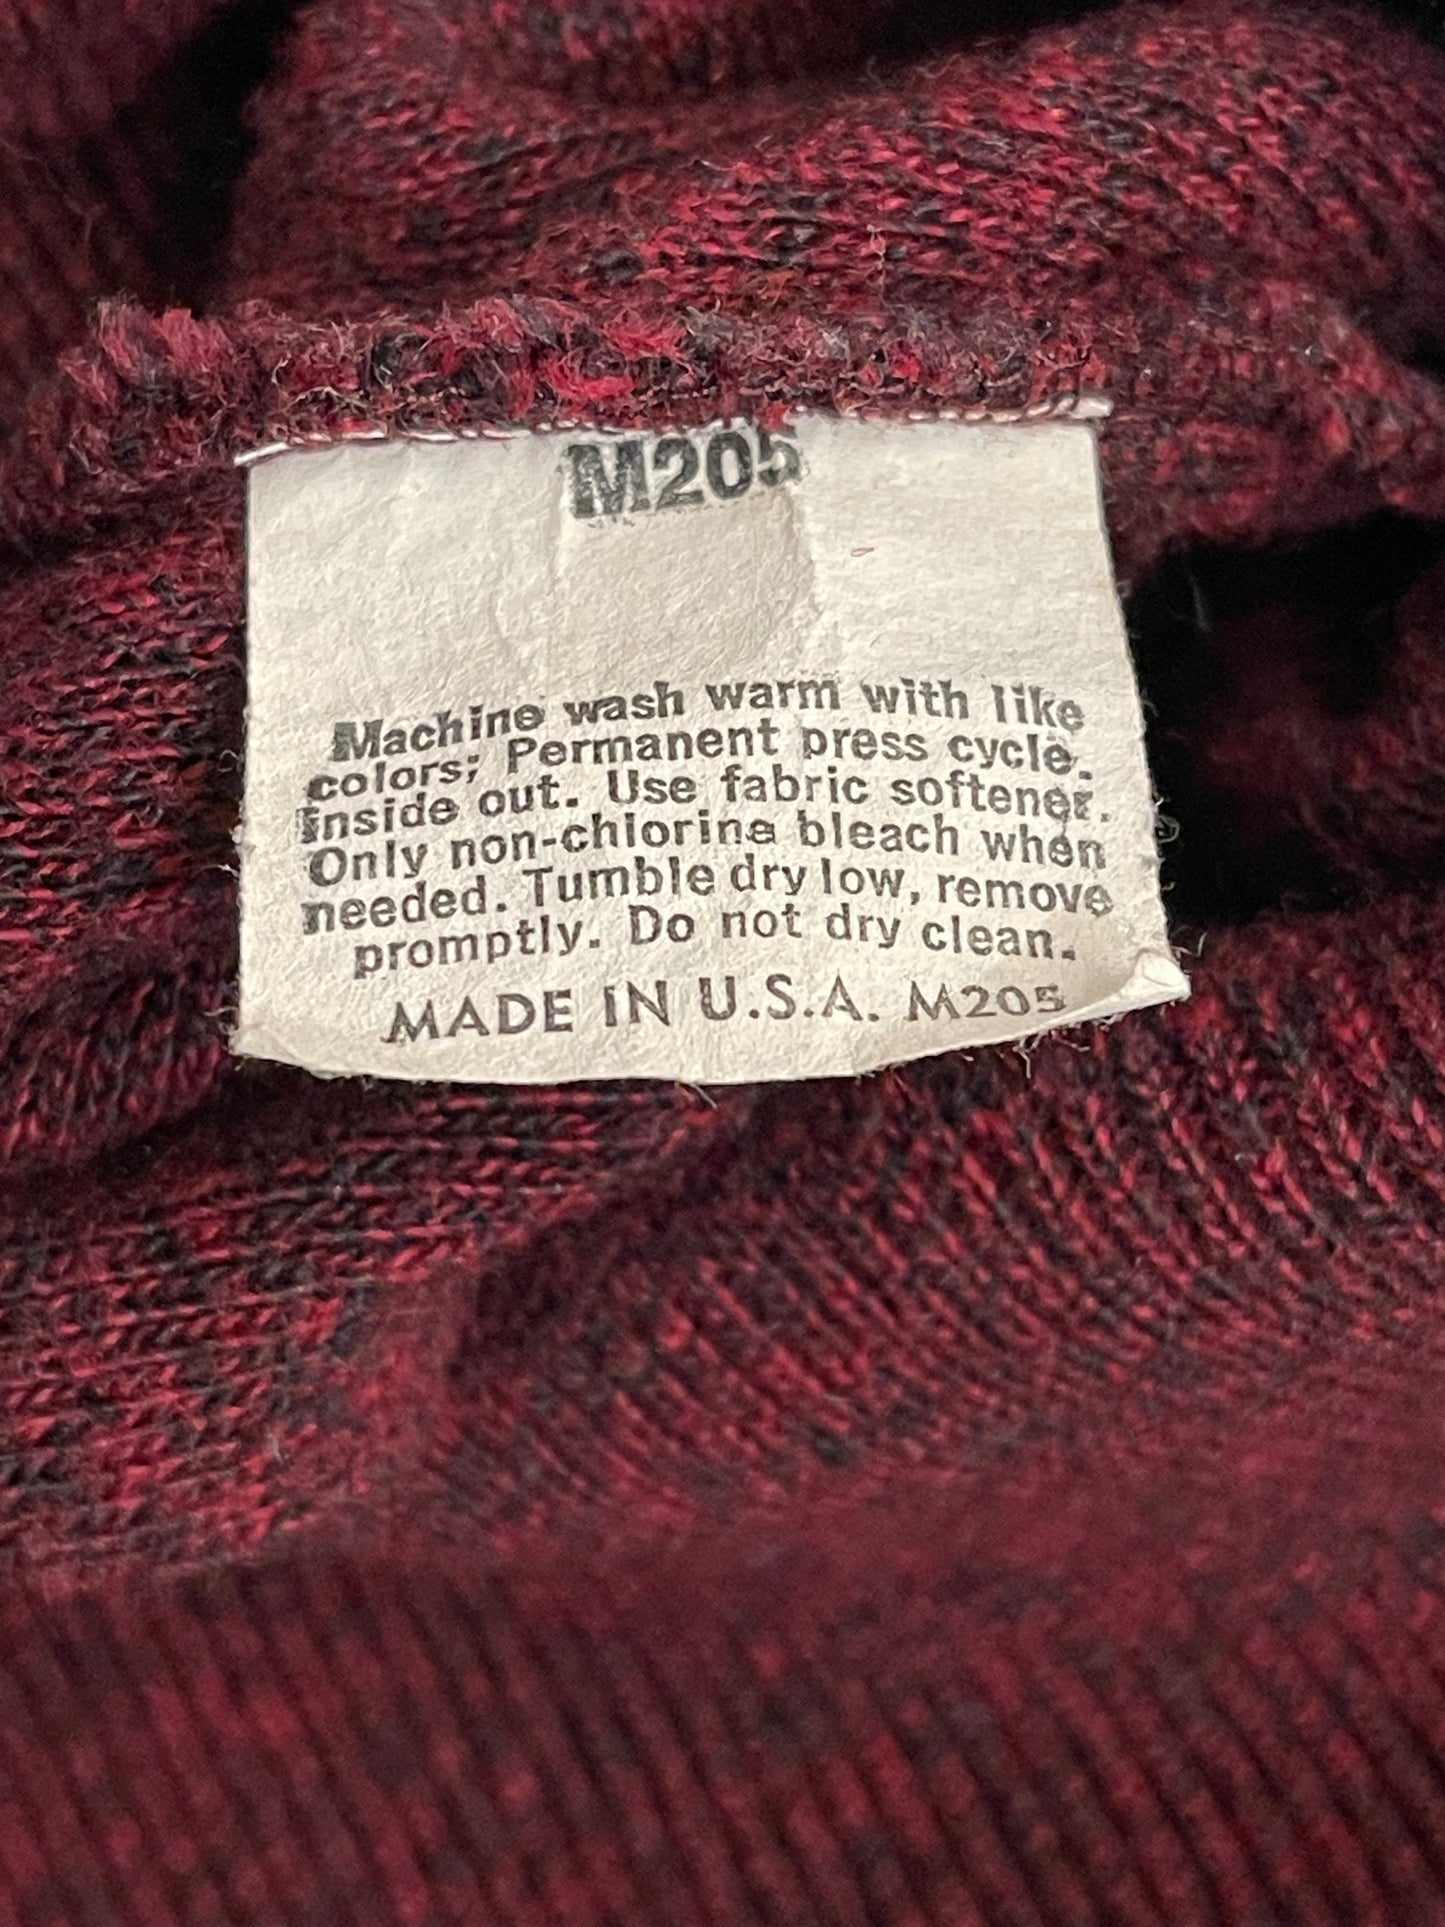 M205
Machine wash warm with like
colors; Permanent press cycle.
Inside out. Use fabric softener.
Only non-chlorine bleach when
needed. Tumble dry low, remove
promptly. Do not dry clean.
MADE IN U.S.A. M205